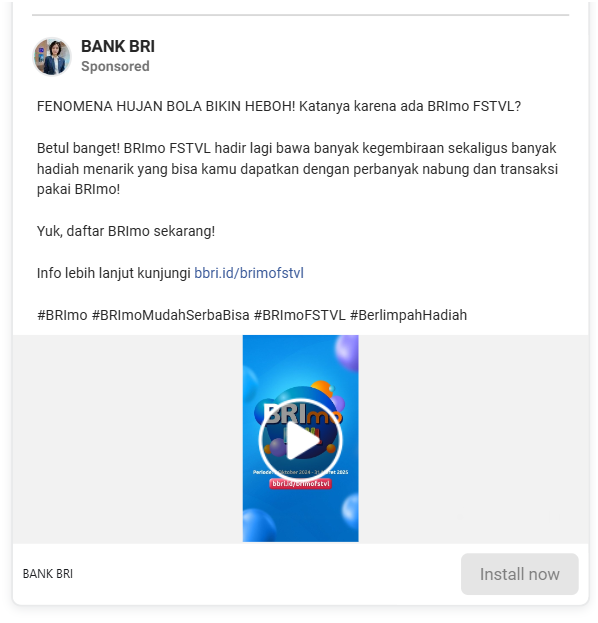 BANK BRI
Sponsored
FENOMENA HUJAN BOLA BIKIN HEBOH! Katanya karena ada BRImo FSTVL?
Betul banget! BRImo FSTVL hadir lagi bawa banyak kegembiraan sekaligus banyak
hadiah menarik yang bisa kamu dapatkan dengan perbanyak nabung dan transaksi
pakai BRImo!
Yuk, daftar BRImo sekarang!
Info lebih lanjut kunjungi bbri.id/brimofstvl
#BRImo #BRImoMudahSerbaBisa #BRImoFSTVL #BerlimpahHadiah
BRImo
Periode: Oktober 2024 - 31 2025
bbri.id/brimofstvl
BANK BRI
Install now